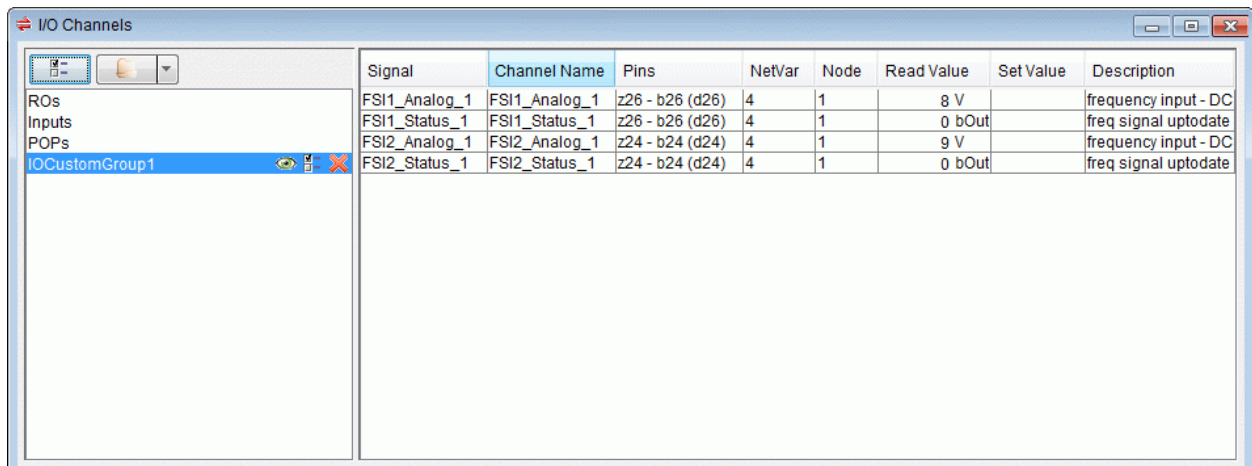 I/O Channels
Signal Channel Name Pins NetVar Node Read Value Set Value Description
ROs
Inputs
POPs
IOCustomGroup1
FSI1_Analog_1 FSI1_Analog_1 z26 - b26 (d26) 4 1 8 V frequency input - DC
FSI1_Status_1 FSI1_Status_1 z26 - b26 (d26) 4 1 0 bOut freq signal uptodate
FSI2_Analog_1 FSI2_Analog_1 z24 - b24 (d24) 4 1 9 V frequency input - DC
FSI2_Status_1 FSI2_Status_1 z24 - b24 (d24) 4 1 0 bOut freq signal uptodate